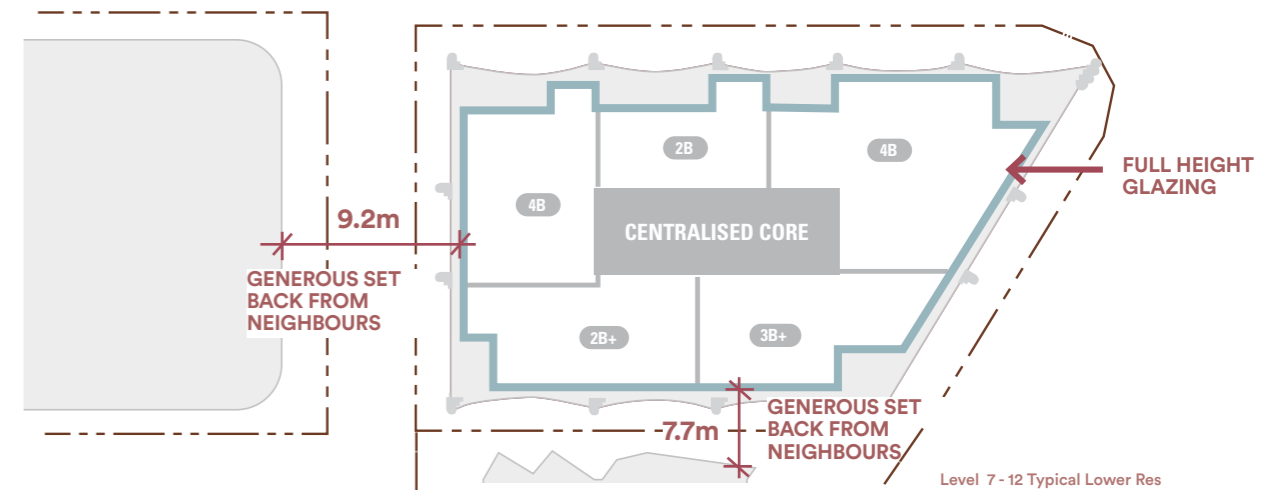 2B
4B
FULL HEIGHT
GLAZING
4B
9.2m
CENTRALISED CORE
GENEROUS SET
BACK FROM
NEIGHBOURS
2B+
3B+
7.7m
GENEROUS SET
BACK FROM
NEIGHBOURS
Level 7 - 12 Typical Lower Res